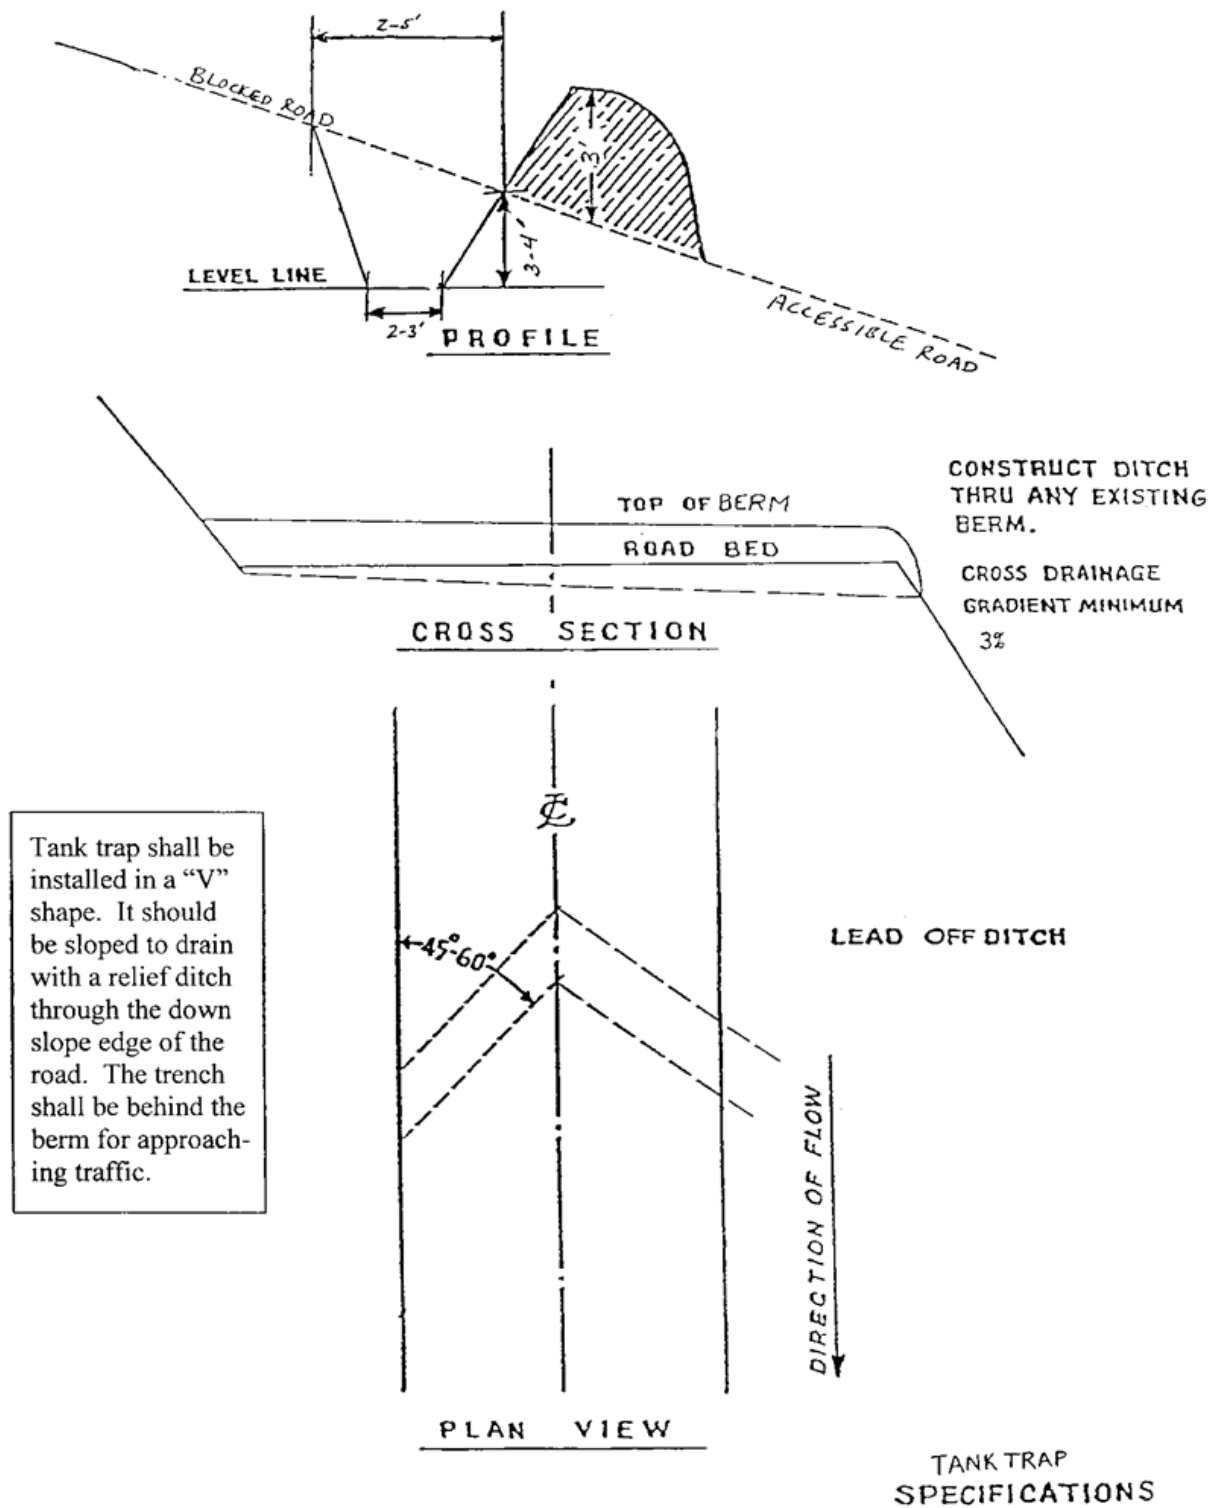 2-5'
BLOCKED ROAD
3'
3-4'
LEVEL LINE
2-3'
PROFILE
ACCESSIBLE ROAD
CONSTRUCT DITCH
THRU ANY EXISTING
BERM.
TOP OF BERM
ROAD BED
CROSS DRAINAGE
GRADIENT MINIMUM
3%
CROSS SECTION
CL
Tank trap shall be
installed in a “V”
shape. It should
be sloped to drain
with a relief ditch
through the down
slope edge of the
road. The trench
shall be behind the
berm for approach-
ing traffic.
45°-60°
LEAD OFF DITCH
DIRECTION OF FLOW
PLAN VIEW
TANK TRAP
SPECIFICATIONS